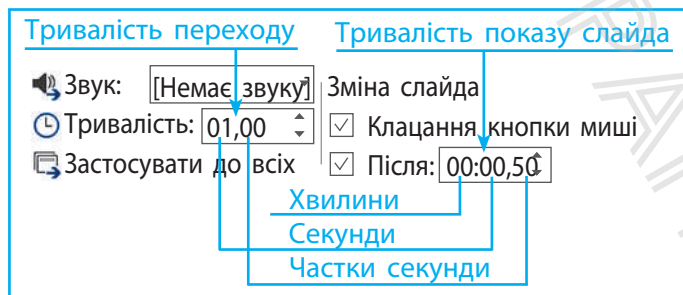 Тривалість переходу Тривалість показу слайда
Звук: [Немає звуку] Зміна слайда
Тривалість: 01,00 Клацання кнопки миші
Застосувати до всіх Після: 00:00,50
Хвилини
Секунди
Частки секунди